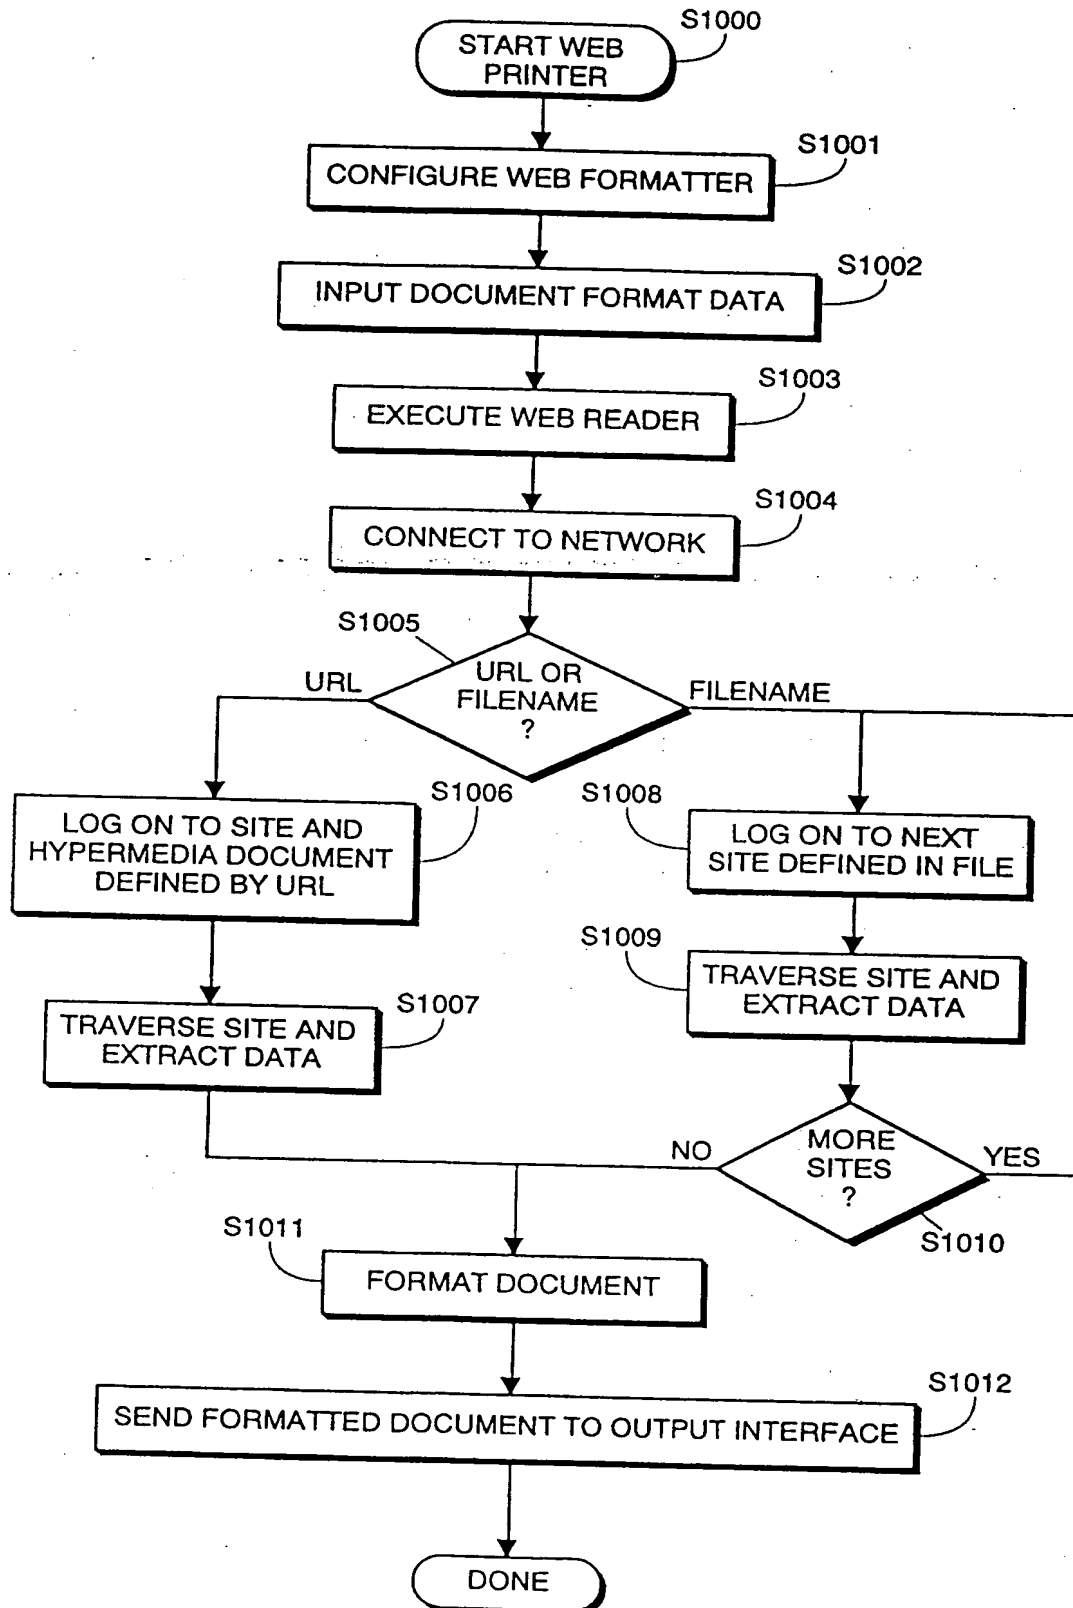 S1000
START WEB
PRINTER
S1001
CONFIGURE WEB FORMATTER
S1002
INPUT DOCUMENT FORMAT DATA
S1003
EXECUTE WEB READER
S1004
CONNECT TO NETWORK
S1005
URL OR
FILENAME
?
URL
FILENAME
S1006
LOG ON TO SITE AND
HYPERMEDIA DOCUMENT
DEFINED BY URL
S1008
LOG ON TO NEXT
SITE DEFINED IN FILE
S1007
TRAVERSE SITE AND
EXTRACT DATA
S1009
TRAVERSE SITE AND
EXTRACT DATA
NO
MORE
SITES
?
YES
S1010
S1011
FORMAT DOCUMENT
S1012
SEND FORMATTED DOCUMENT TO OUTPUT INTERFACE
DONE